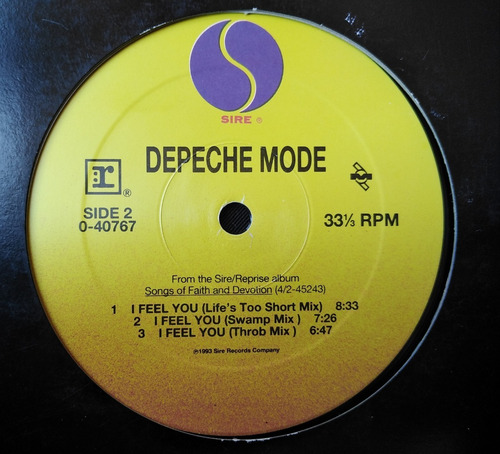 SIRE ®
DEPECHE MODE
r ®
SIDE 2
0-40767
33⅓ RPM
From the Sire/Reprise album
Songs of Faith and Devotion (4/2-45243)
1 I FEEL YOU (Life's Too Short Mix) 8:33
2 I FEEL YOU (Swamp Mix ) 7:26
3 I FEEL YOU (Throb Mix ) 6:47
℗1993 Sire Records Company